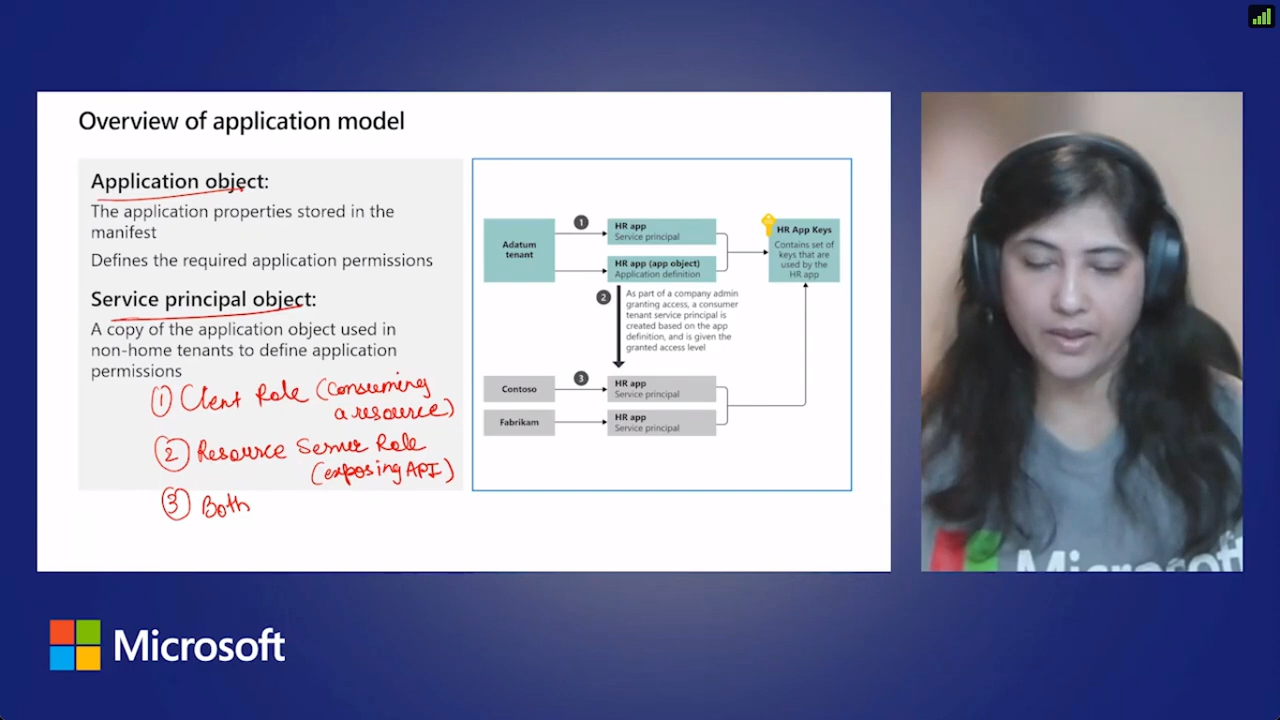 Overview of application model
Application object:
The application properties stored in the
manifest
Defines the required application permissions
Service principal object:
A copy of the application object used in
non-home tenants to define application
permissions
① Client Role (Consuming
a resource)
② Resource Server Role
(exposing API)
③ Both
Adatum
tenant
1
HR app
Service principal
HR app (app object)
Application definition
HR App Keys
Contains set of
keys that are
used by the
HR app
2
As part of a company admin
granting access, a consumer
tenant service principal is
created based on the app
definition, and is given the
granted access level
Contoso
3
HR app
Service principal
Fabrikam
HR app
Service principal
Microsoft
Microsoft